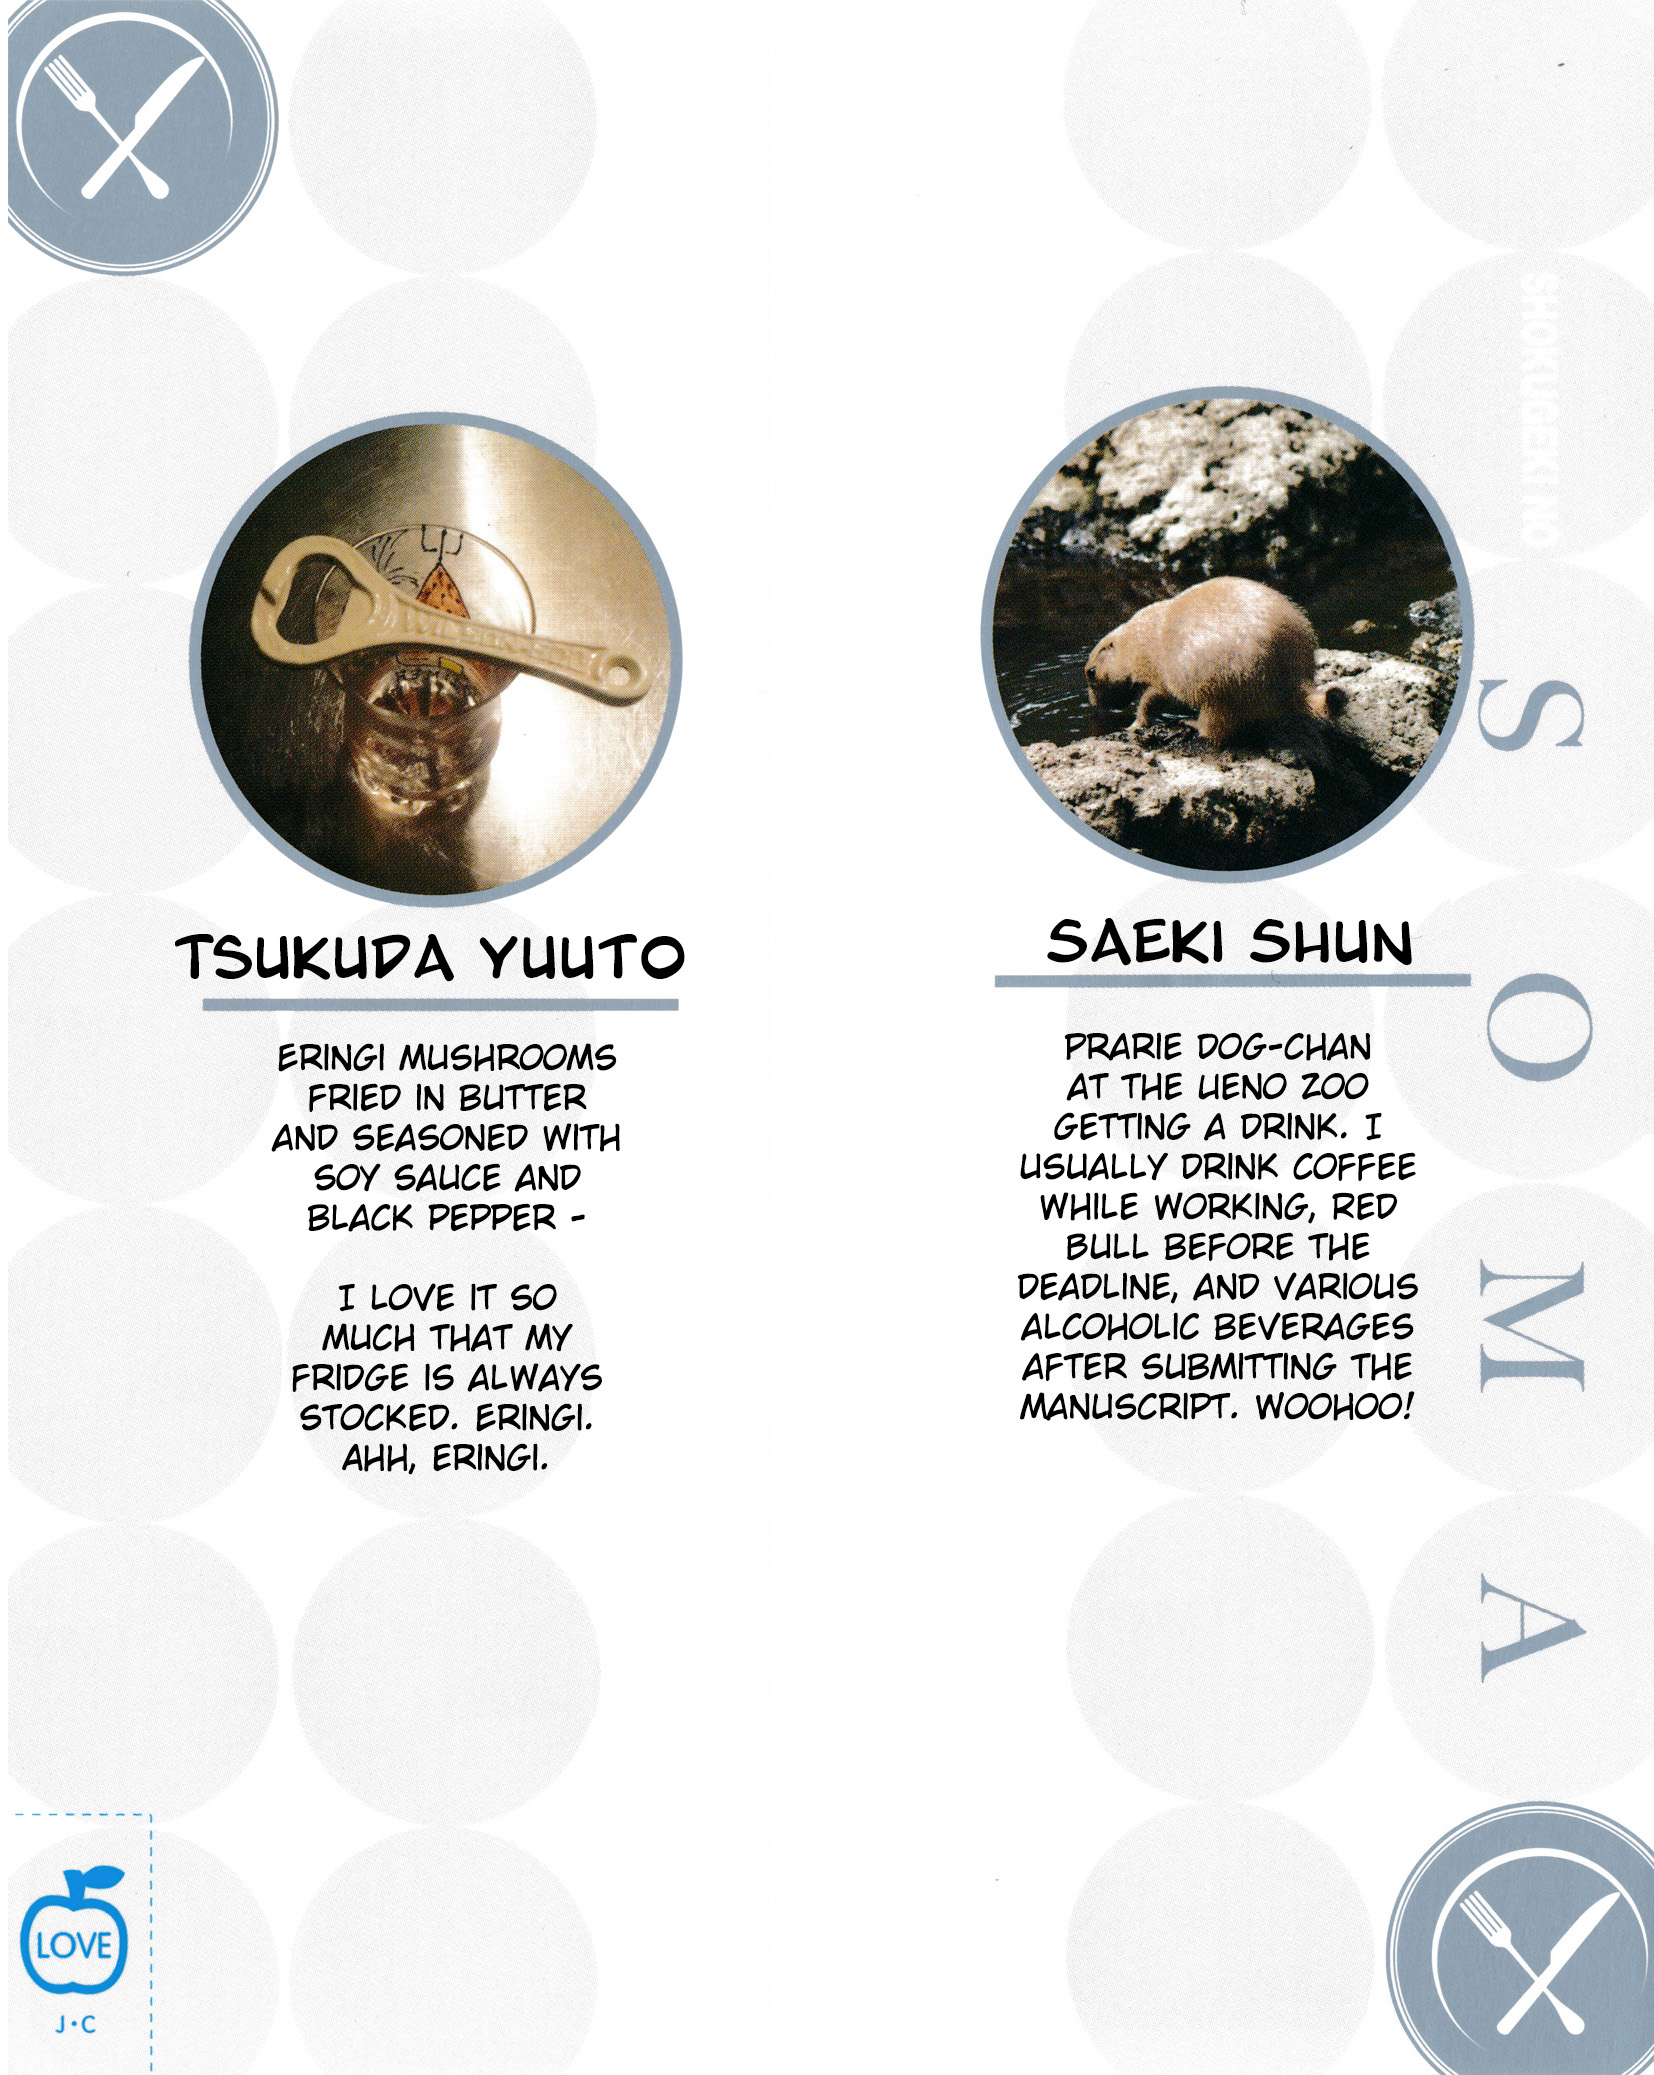 TSUKUDA YUUTO
ERINGI MUSHROOMS
FRIED IN BUTTER
AND SEASONED WITH
SOY SAUCE AND
BLACK PEPPER -
I LOVE IT SO
MUCH THAT MY
FRIDGE IS ALWAYS
STOCKED. ERINGI.
AHH, ERINGI.
SAEKI SHUN
PRARIE DOG-CHAN
AT THE UENO ZOO
GETTING A DRINK. I
USUALLY DRINK COFFEE
WHILE WORKING, RED
BULL BEFORE THE
DEADLINE, AND VARIOUS
ALCOHOLIC BEVERAGES
AFTER SUBMITTING THE
MANUSCRIPT. WOOHOO!
SHOKUGEKI NO
SOMA
LOVE
J・C